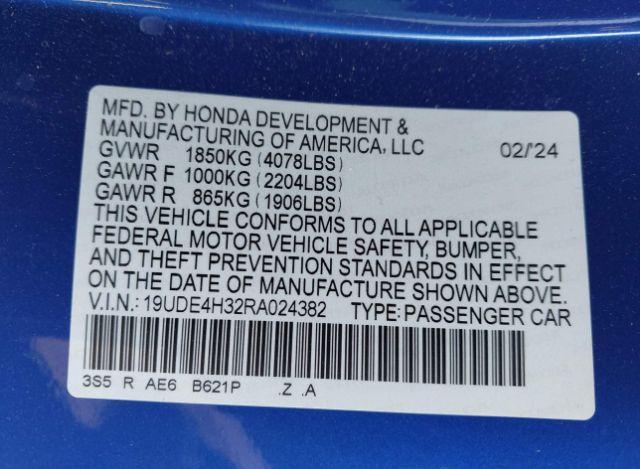 MFD. BY HONDA DEVELOPMENT &
MANUFACTURING OF AMERICA, LLC 02/'24
GVWR 1850KG (4078LBS)
GAWR F 1000KG (2204LBS)
GAWR R 865KG (1906LBS)
THIS VEHICLE CONFORMS TO ALL APPLICABLE
FEDERAL MOTOR VEHICLE SAFETY, BUMPER,
AND THEFT PREVENTION STANDARDS IN EFFECT
ON THE DATE OF MANUFACTURE SHOWN ABOVE.
V.I.N.: 19UDE4H32RA024382 TYPE: PASSENGER CAR
3S5 R AE6 B621P .Z .A